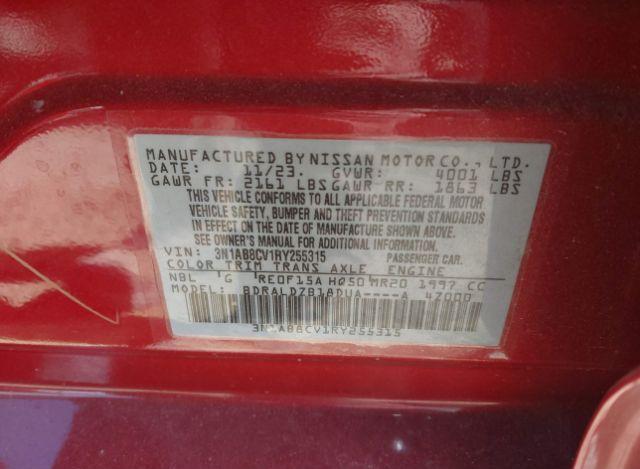 MANUFACTURED BY NISSAN MOTOR CO., LTD.
DATE: 11/23. GVWR: 4001 LBS
GAWR FR: 2161 LBS GAWR RR: 1863 LBS
THIS VEHICLE CONFORMS TO ALL APPLICABLE FEDERAL MOTOR
VEHICLE SAFETY, BUMPER AND THEFT PREVENTION STANDARDS
IN EFFECT ON THE DATE OF MANUFACTURE SHOWN ABOVE.
SEE OWNER'S MANUAL FOR ADDITIONAL INFORMATION.
VIN: 3N1AB8CV1RY255315 PASSENGER CAR.
COLOR TRIM TRANS AXLE ENGINE
NBL 'G RE0F15A HQ50 MR20 1997 CC
MODEL: BDRALDZB18DUA----A 47000
3N1AB8CV1RY255315